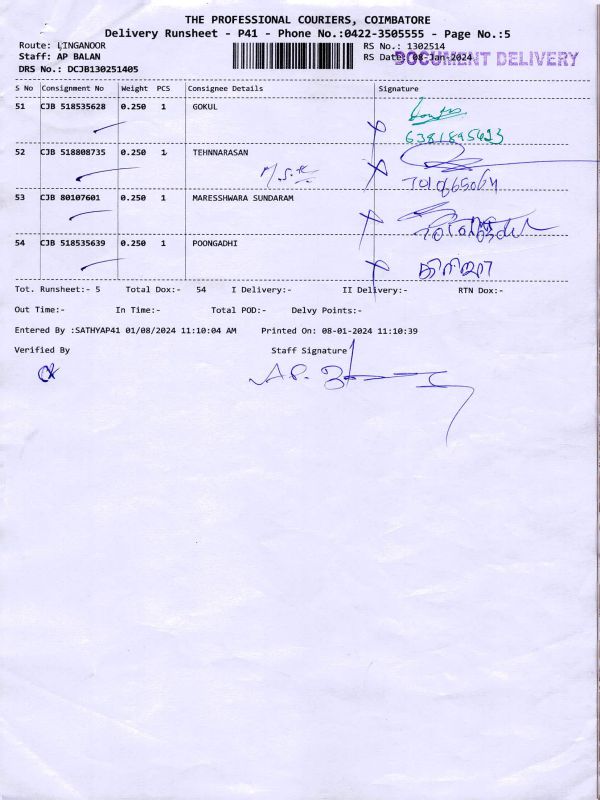 THE PROFESSIONAL COURIERS, COIMBATORE
Delivery Runsheet - P41 - Phone No.:0422-3505555 - Page No.:5
Route: LINGANOOR RS No.: 1302514
Staff: AP BALAN RS Date: 08-Jan-2024 DOCUMENT DELIVERY
DRS No.: DCJB130251405
S No Consignment No Weight PCS Consignee Details Signature
51 CJB 518535628 0.250 1 GOKUL
52 CJB 518808735 0.250 1 TEHNNARASAN
53 CJB 80107601 0.250 1 MARESSHWARA SUNDARAM
54 CJB 518535639 0.250 1 POONGADHI
Tot. Runsheet:- 5 Total Dox:- 54 I Delivery:- II Delivery:- RTN Dox:-
Out Time:- In Time:- Total POD:- Delvy Points:-
Entered By :SATHYAP41 01/08/2024 11:10:04 AM Printed On: 08-01-2024 11:10:39
Verified By Staff Signature